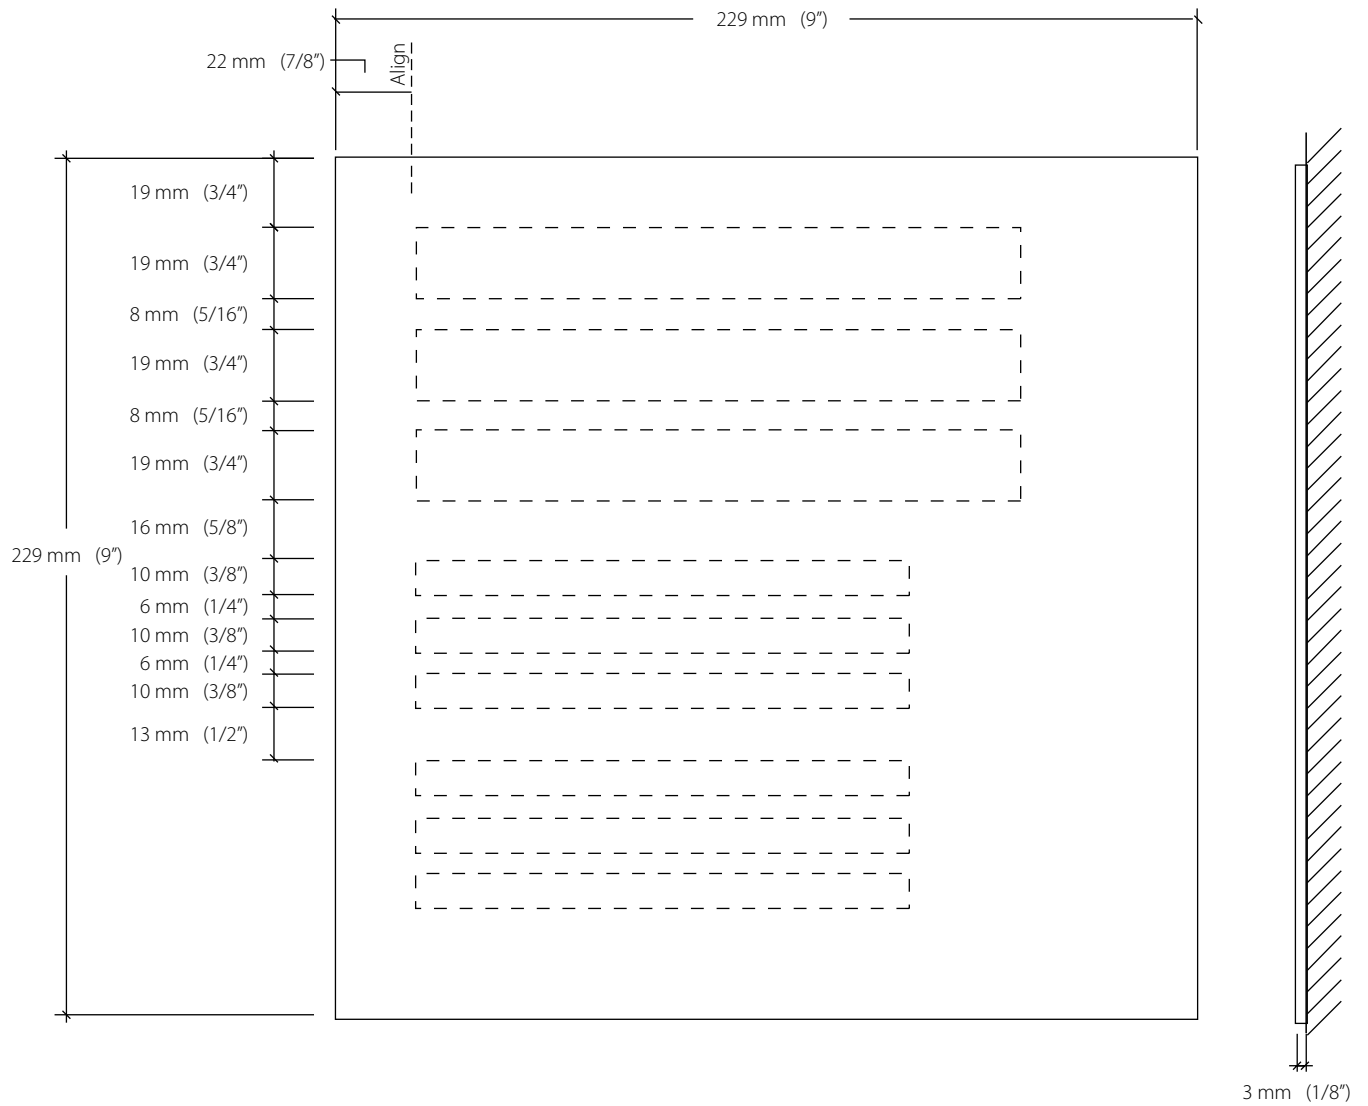 229 mm (9”)
22 mm (7/8”)
Align
19 mm (3/4”)
19 mm (3/4”)
8 mm (5/16”)
19 mm (3/4”)
8 mm (5/16”)
19 mm (3/4”)
16 mm (5/8”)
229 mm (9”)
10 mm (3/8”)
6 mm (1/4”)
10 mm (3/8”)
6 mm (1/4”)
10 mm (3/8”)
13 mm (1/2”)
3 mm (1/8”)